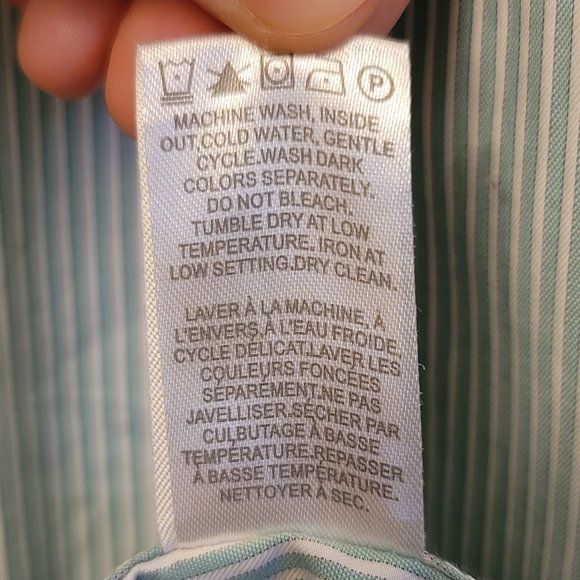 P
MACHINE WASH, INSIDE
OUT,COLD WATER, GENTLE
CYCLE.WASH DARK
COLORS SEPARATELY.
DO NOT BLEACH.
TUMBLE DRY AT LOW
TEMPERATURE. IRON AT
LOW SETTING.DRY CLEAN.
LAVER À LA MACHINE, À
L'ENVERS,À L'EAU FROIDE,
CYCLE DÉLICAT.LAVER LES
COULEURS FONCÉES
SÉPARÉMENT.NE PAS
JAVELLISER.SÉCHER PAR
CULBUTAGE À BASSE
TEMPÉRATURE.REPASSER
À BASSE TEMPÉRATURE.
NETTOYER À SEC.